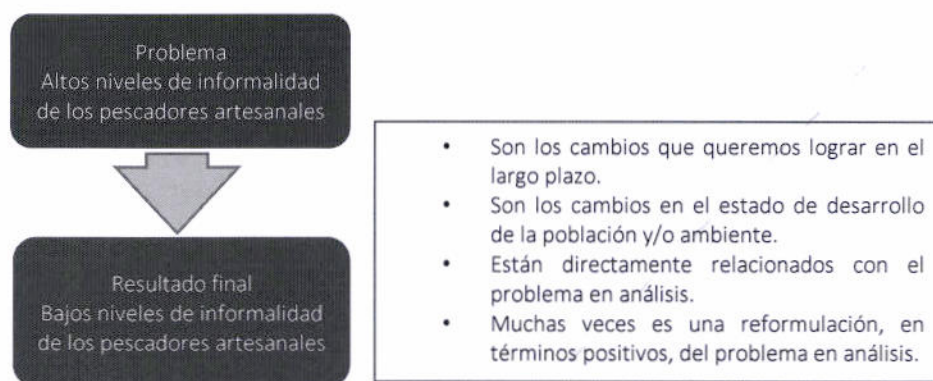 Problema
Altos niveles de informalidad
de los pescadores artesanales
Resultado final
Bajos niveles de informalidad
de los pescadores artesanales
• Son los cambios que queremos lograr en el
largo plazo.
• Son los cambios en el estado de desarrollo
de la población y/o ambiente.
• Están directamente relacionados con el
problema en análisis.
• Muchas veces es una reformulación, en
términos positivos, del problema en análisis.